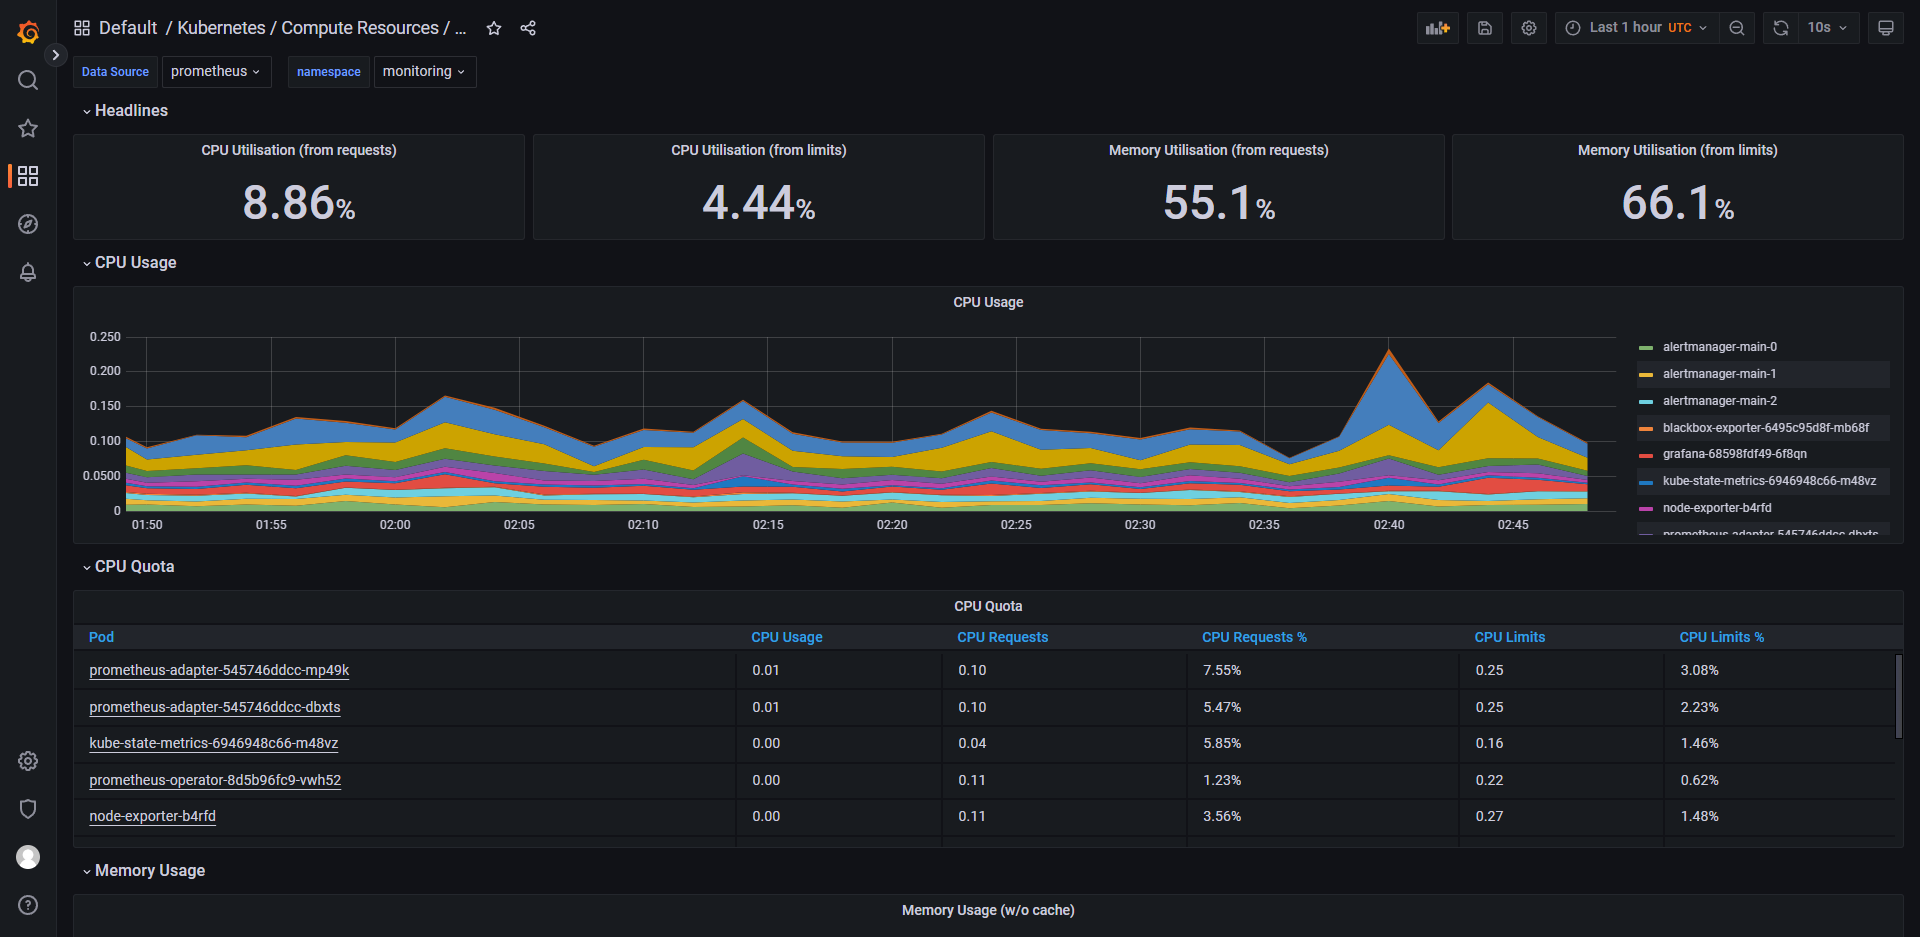 Default / Kubernetes / Compute Resources / ...
Last 1 hour UTC
10s
Data Source prometheus namespace monitoring
Headlines
CPU Utilisation (from requests)
8.86%
CPU Utilisation (from limits)
4.44%
Memory Utilisation (from requests)
55.1%
Memory Utilisation (from limits)
66.1%
CPU Usage
CPU Usage
0.250
0.200
0.150
0.100
0.0500
0
01:50 01:55 02:00 02:05 02:10 02:15 02:20 02:25 02:30 02:35 02:40 02:45
alertmanager-main-0
alertmanager-main-1
alertmanager-main-2
blackbox-exporter-6495c95d8f-mb68f
grafana-68598fdf49-6f8qn
kube-state-metrics-6946948c66-m48vz
node-exporter-b4rfd
prometheus-adapter-545746ddcc-dbxts
CPU Quota
CPU Quota
Pod CPU Usage CPU Requests CPU Requests % CPU Limits CPU Limits %
prometheus-adapter-545746ddcc-mp49k 0.01 0.10 7.55% 0.25 3.08%
prometheus-adapter-545746ddcc-dbxts 0.01 0.10 5.47% 0.25 2.23%
kube-state-metrics-6946948c66-m48vz 0.00 0.04 5.85% 0.16 1.46%
prometheus-operator-8d5b96fc9-vwh52 0.00 0.11 1.23% 0.22 0.62%
node-exporter-b4rfd 0.00 0.11 3.56% 0.27 1.48%
Memory Usage
Memory Usage (w/o cache)